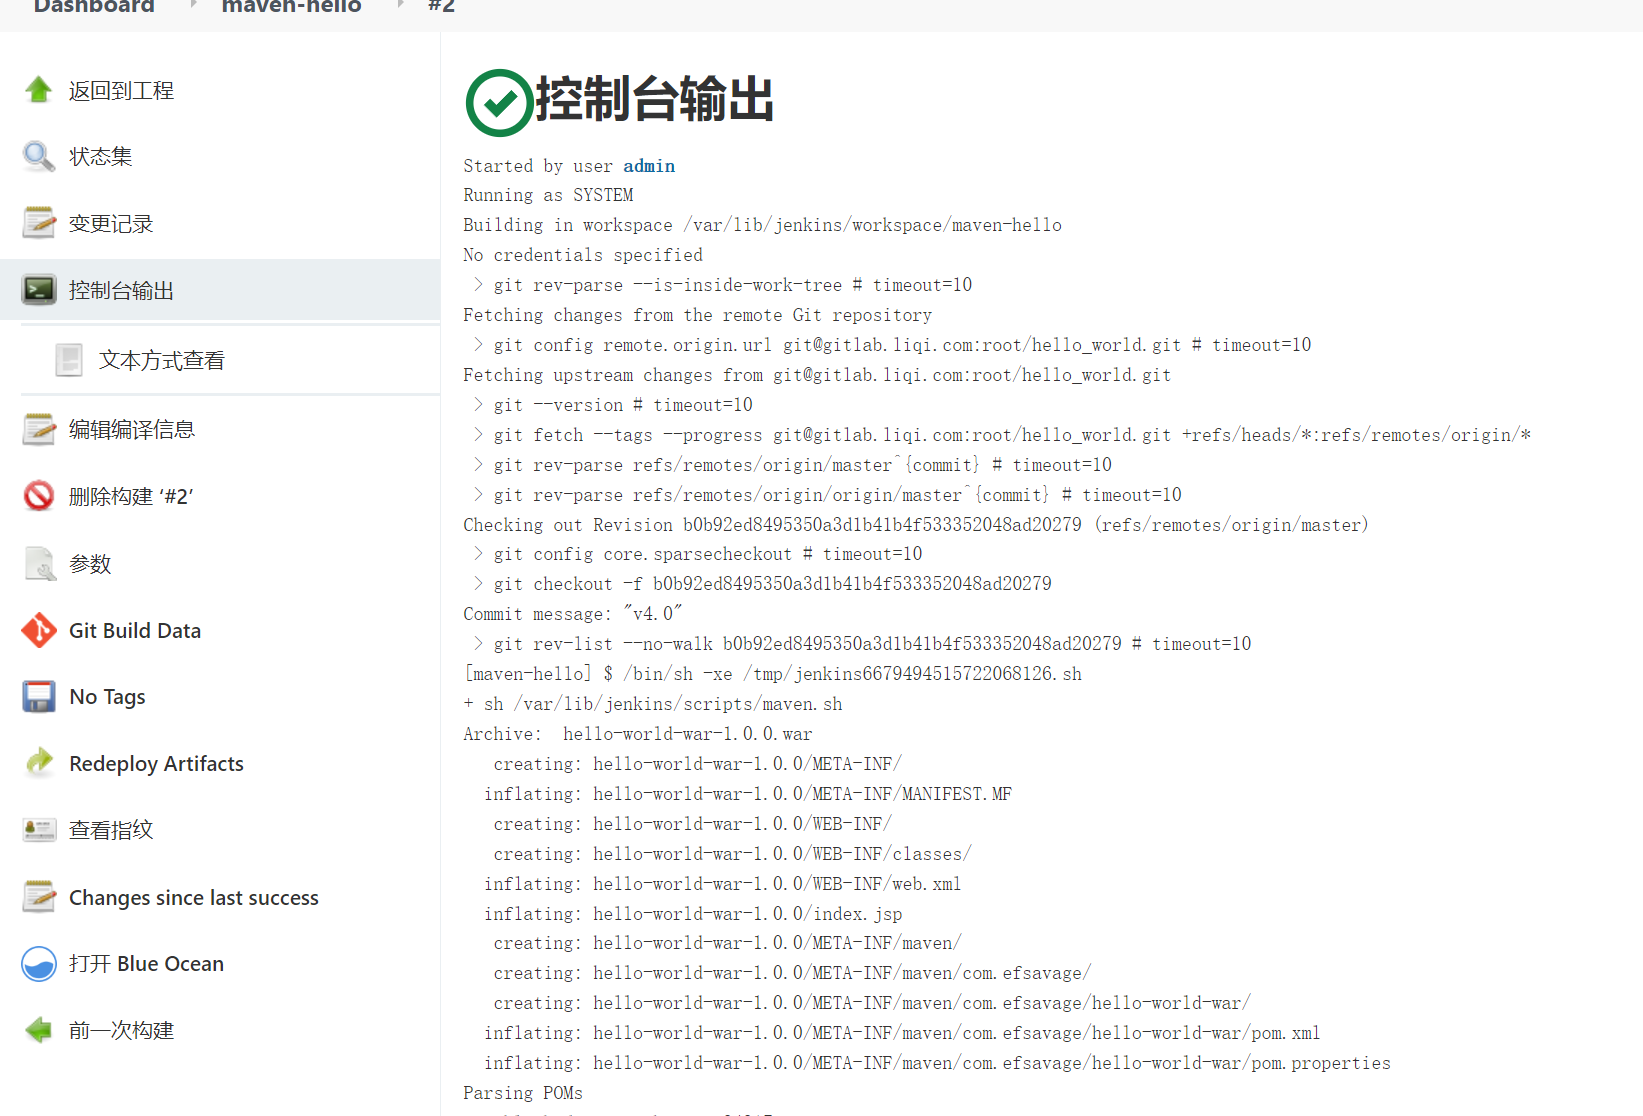 Dashboard maven-hello #2
返回到工程
状态集
变更记录
控制台输出
文本方式查看
编辑编译信息
删除构建 ‘#2’
参数
Git Build Data
No Tags
Redeploy Artifacts
查看指纹
Changes since last success
打开 Blue Ocean
前一次构建
控制台输出
Started by user admin
Running as SYSTEM
Building in workspace /var/lib/jenkins/workspace/maven-hello
No credentials specified
> git rev-parse --is-inside-work-tree # timeout=10
Fetching changes from the remote Git repository
> git config remote.origin.url git@gitlab.liqi.com:root/hello_world.git # timeout=10
Fetching upstream changes from git@gitlab.liqi.com:root/hello_world.git
> git --version # timeout=10
> git fetch --tags --progress git@gitlab.liqi.com:root/hello_world.git +refs/heads/*:refs/remotes/origin/*
> git rev-parse refs/remotes/origin/master^{commit} # timeout=10
> git rev-parse refs/remotes/origin/origin/master^{commit} # timeout=10
Checking out Revision b0b92ed8495350a3d1b41b4f533352048ad20279 (refs/remotes/origin/master)
> git config core.sparsecheckout # timeout=10
> git checkout -f b0b92ed8495350a3d1b41b4f533352048ad20279
Commit message: "v4.0"
> git rev-list --no-walk b0b92ed8495350a3d1b41b4f533352048ad20279 # timeout=10
[maven-hello] $ /bin/sh -xe /tmp/jenkins6679494515722068126.sh
+ sh /var/lib/jenkins/scripts/maven.sh
Archive:  hello-world-war-1.0.0.war
creating: hello-world-war-1.0.0/META-INF/
inflating: hello-world-war-1.0.0/META-INF/MANIFEST.MF
creating: hello-world-war-1.0.0/WEB-INF/
creating: hello-world-war-1.0.0/WEB-INF/classes/
inflating: hello-world-war-1.0.0/WEB-INF/web.xml
inflating: hello-world-war-1.0.0/index.jsp
creating: hello-world-war-1.0.0/META-INF/maven/
creating: hello-world-war-1.0.0/META-INF/maven/com.efsavage/
creating: hello-world-war-1.0.0/META-INF/maven/com.efsavage/hello-world-war/
inflating: hello-world-war-1.0.0/META-INF/maven/com.efsavage/hello-world-war/pom.xml
inflating: hello-world-war-1.0.0/META-INF/maven/com.efsavage/hello-world-war/pom.properties
Parsing POMs